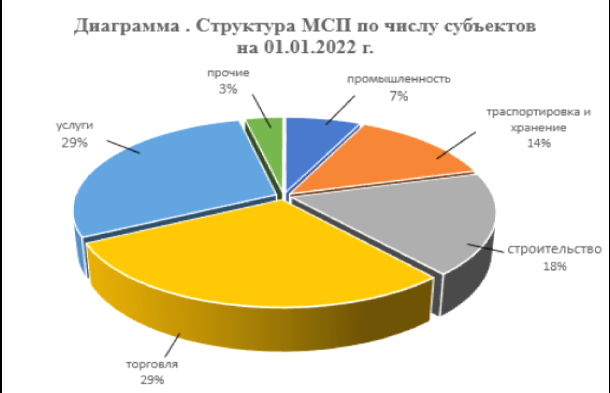 Диаграмма . Структура МСП по числу субъектов
на 01.01.2022 г.
прочие
3%
промышленность
7%
траспортировка и
хранение
14%
услуги
29%
строительство
18%
торговля
29%